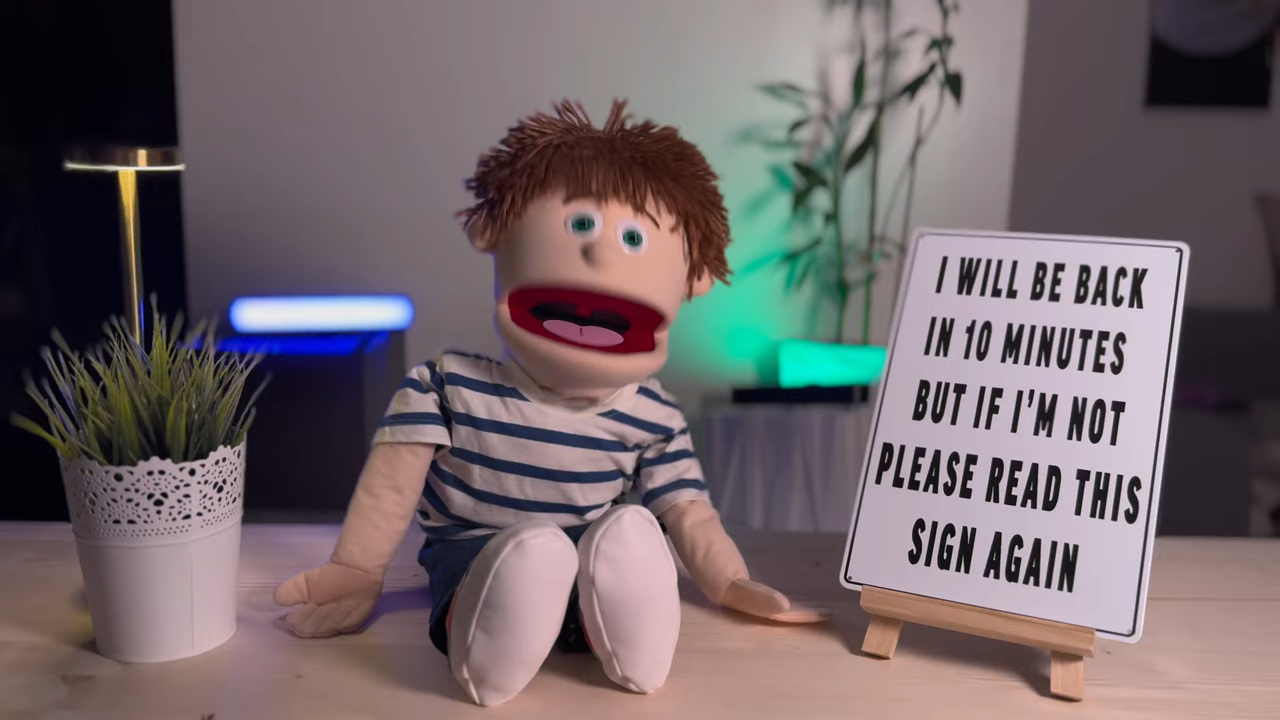 I WILL BE BACK
IN 10 MINUTES
BUT IF I'M NOT
PLEASE READ THIS
SIGN AGAIN